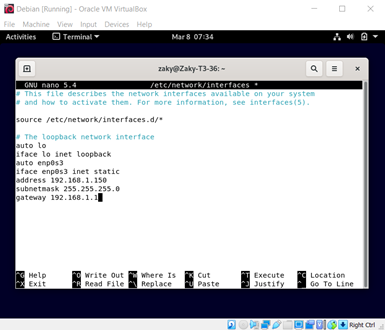 Debian [Running] - Oracle VM VirtualBox
File Machine View Input Devices Help
Activities Terminal Mar 8 07:34
zaky@Zaky-T3-36: ~
GNU nano 5.4 /etc/network/interfaces *
# This file describes the network interfaces available on your system
# and how to activate them. For more information, see interfaces(5).
source /etc/network/interfaces.d/*
# The loopback network interface
auto lo
iface lo inet loopback
auto enp0s3
iface enp0s3 inet static
address 192.168.1.150
subnetmask 255.255.255.0
gateway 192.168.1.1
^G Help ^O Write Out ^W Where Is ^K Cut ^T Execute ^C Location
^X Exit ^R Read File ^\ Replace ^U Paste ^J Justify ^_ Go To Line
Right Ctrl